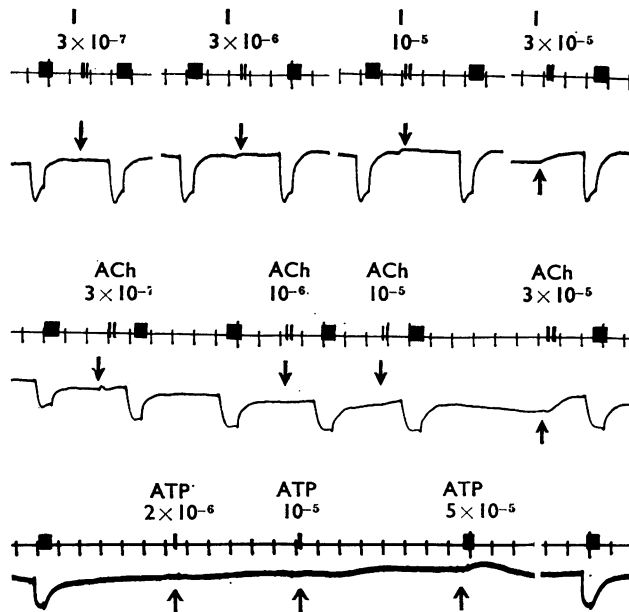 I I I I
3×10⁻⁷ 3×10⁻⁶ 10⁻⁵ 3×10⁻⁵
ACh ACh ACh ACh
3×10⁻⁷ 10⁻⁶ 10⁻⁵ 3×10⁻⁵
ATP ATP ATP
2×10⁻⁶ 10⁻⁵ 5×10⁻⁵